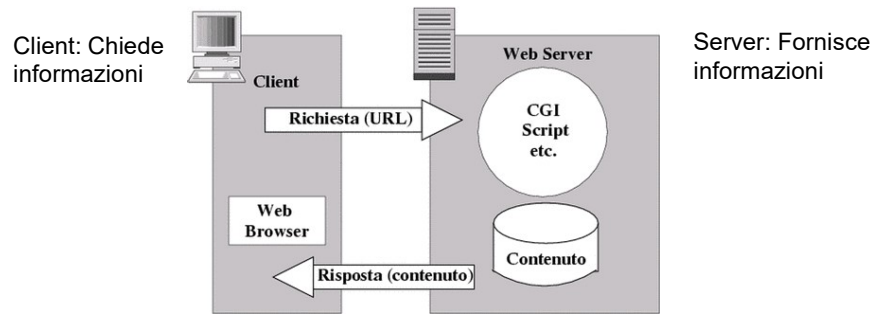 Client: Chiede
informazioni
Client
Richiesta (URL)
Web
Browser
Risposta (contenuto)
Web Server
CGI
Script
etc.
Contenuto
Server: Fornisce
informazioni